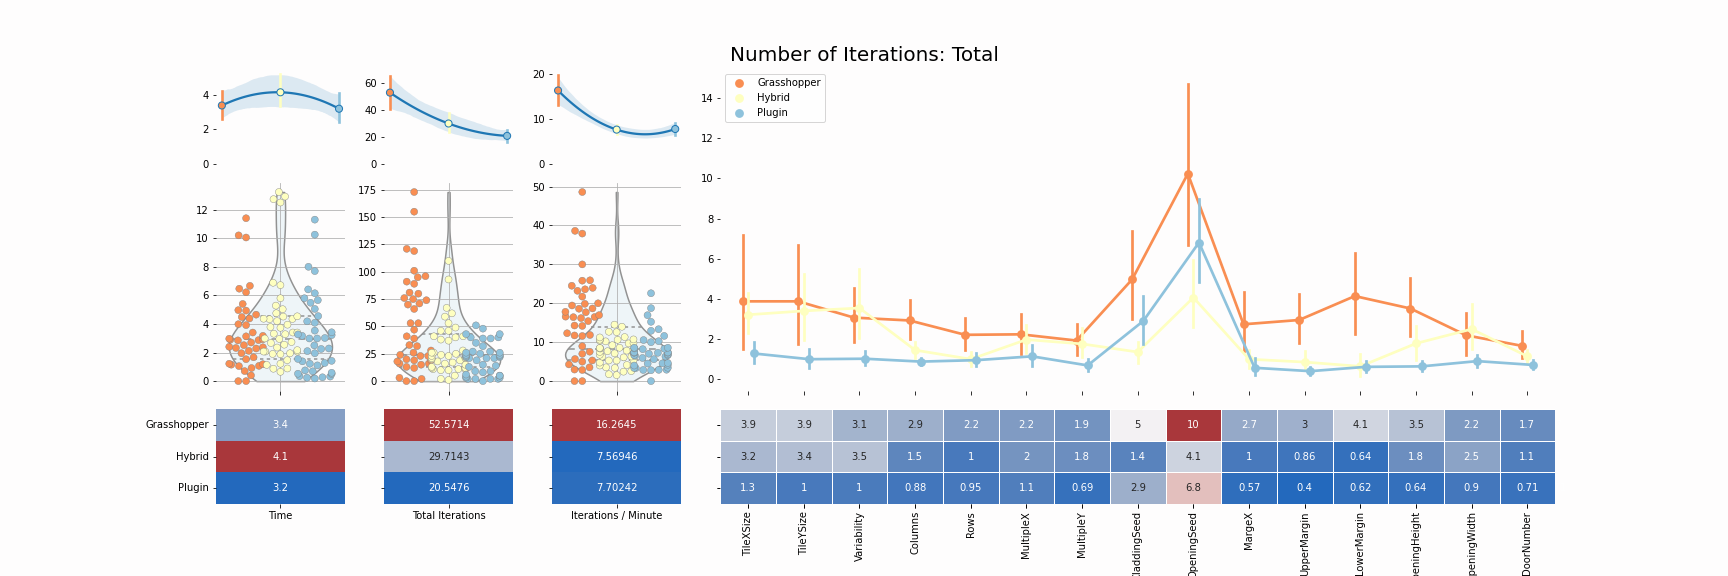 Number of Iterations: Total
Grasshopper
Hybrid
Plugin
4
2
0
60
40
20
0
20
10
0
14
12
10
8
6
4
2
0
12
10
8
6
4
2
0
175
150
125
100
75
50
25
0
50
40
30
20
10
0
Grasshopper 3.4 52.5714 16.2645 3.9 3.9 3.1 2.9 2.2 2.2 1.9 5 10 2.7 3 4.1 3.5 2.2 1.7
Hybrid 4.1 29.7143 7.56946 3.2 3.4 3.5 1.5 1 2 1.8 1.4 4.1 1 0.86 0.64 1.8 2.5 1.1
Plugin 3.2 20.5476 7.70242 1.3 1 1 0.88 0.95 1.1 0.69 2.9 6.8 0.57 0.4 0.62 0.64 0.9 0.71
Time
Total Iterations
Iterations / Minute
TileXSize
TileYSize
Variability
Columns
Rows
MultipleX
MultipleY
CladdingSeed
OpeningSeed
MargeX
UpperMargin
LowerMargin
peningHeight
peningWidth
DoorNumber